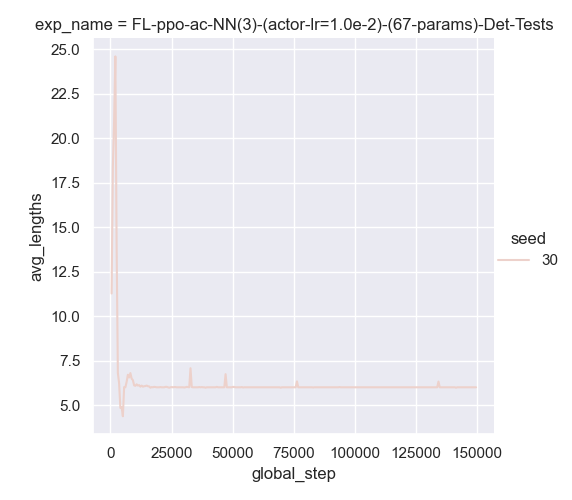 exp_name = FL-ppo-ac-NN(3)-(actor-lr=1.0e-2)-(67-params)-Det-Tests
25.0
22.5
20.0
17.5
15.0
12.5
10.0
7.5
5.0
avg_lengths
seed
30
0 25000 50000 75000 100000 125000 150000
global_step